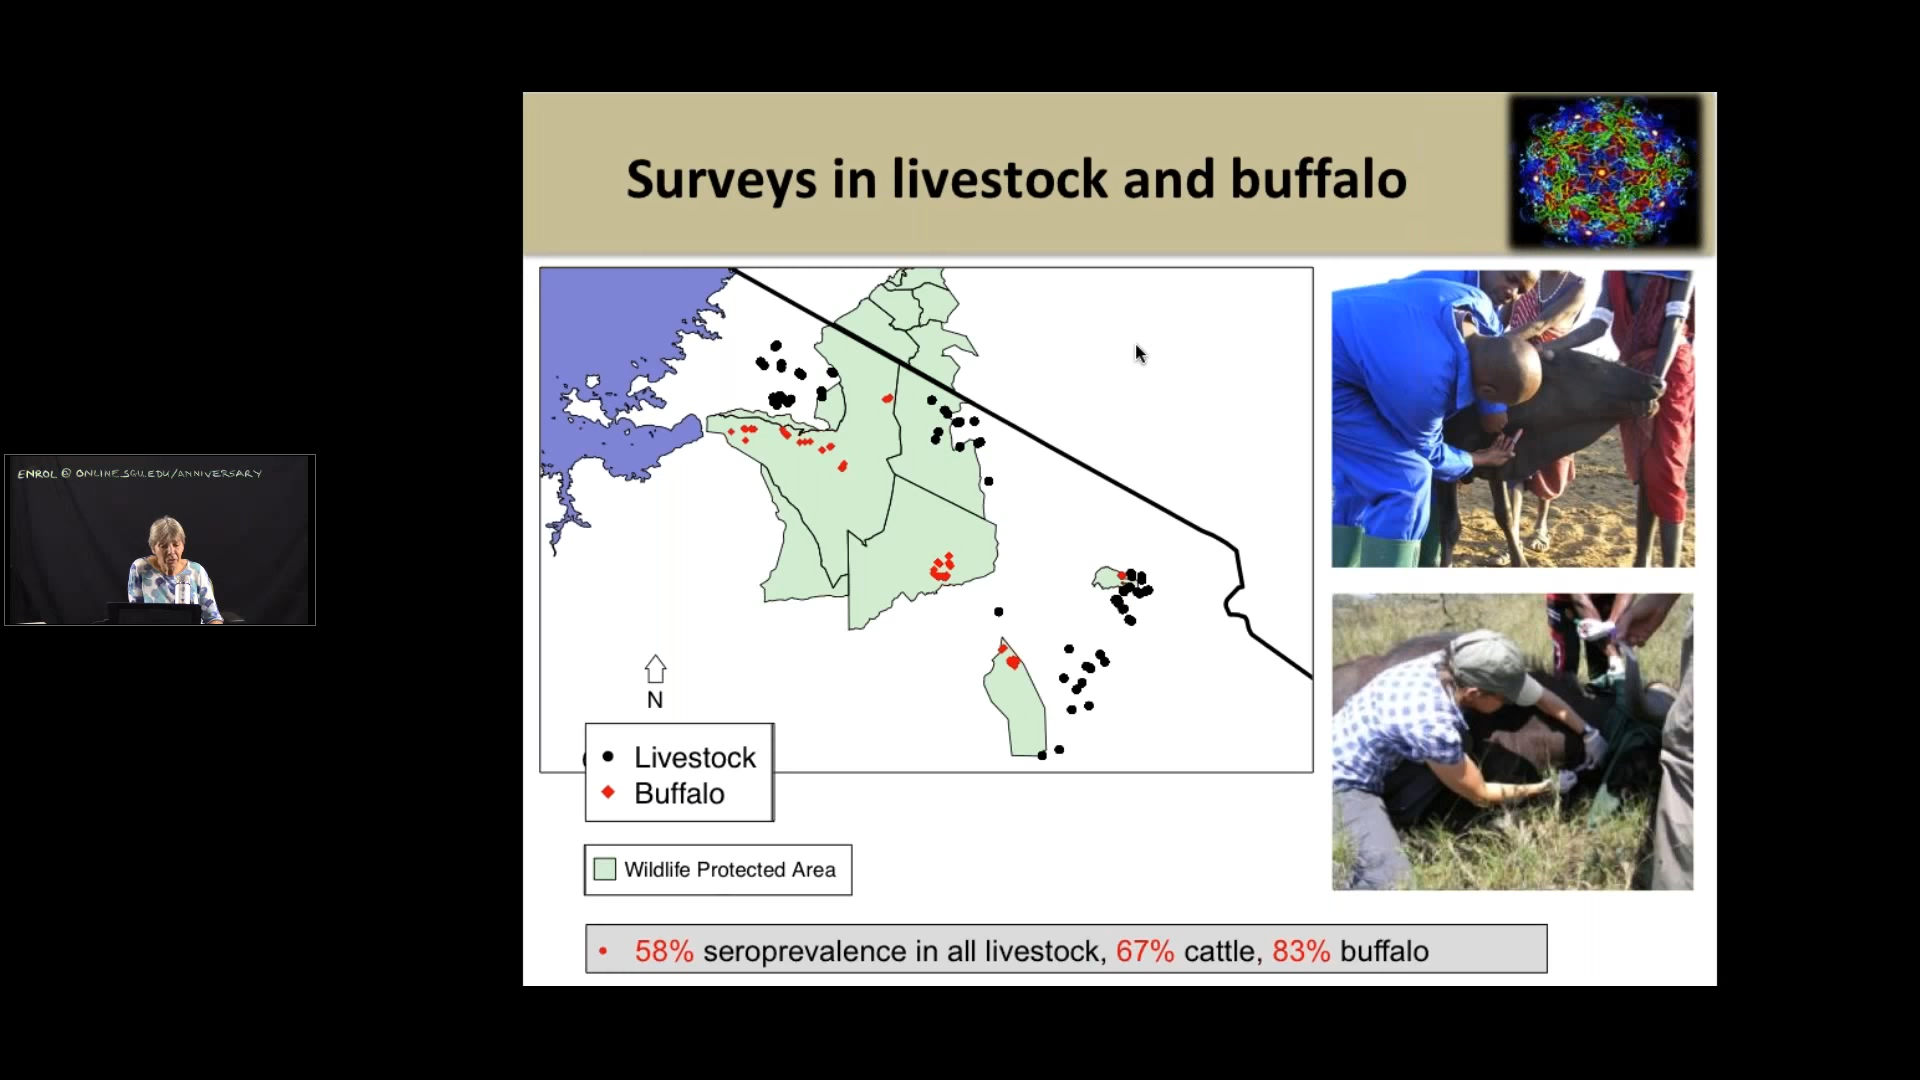 Surveys in livestock and buffalo
ENROL @ ONLINE.SGU.EDU/ANNIVERSARY
N
Livestock
Buffalo
Wildlife Protected Area
• 58% seroprevalence in all livestock, 67% cattle, 83% buffalo